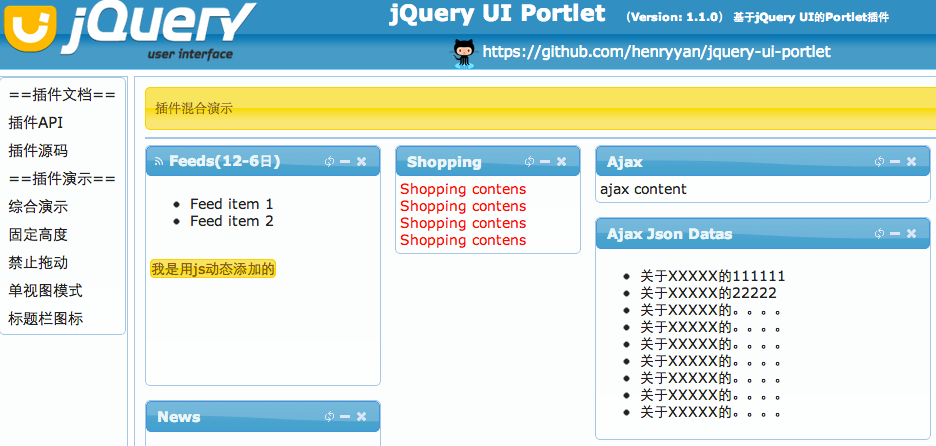 jQuery
user interface
jQuery UI Portlet (Version: 1.1.0) 基于jQuery UI的Portlet插件
https://github.com/henryyan/jquery-ui-portlet
==插件文档==
插件API
插件源码
==插件演示==
综合演示
固定高度
禁止拖动
单视图模式
标题栏图标
插件混合演示
Feeds(12-6日)
Feed item 1
Feed item 2
我是用js动态添加的
News
Shopping
Shopping contens
Shopping contens
Shopping contens
Shopping contens
Ajax
ajax content
Ajax Json Datas
关于XXXXX的111111
关于XXXXX的22222
关于XXXXX的。。。。
关于XXXXX的。。。。
关于XXXXX的。。。。
关于XXXXX的。。。。
关于XXXXX的。。。。
关于XXXXX的。。。。
关于XXXXX的。。。。